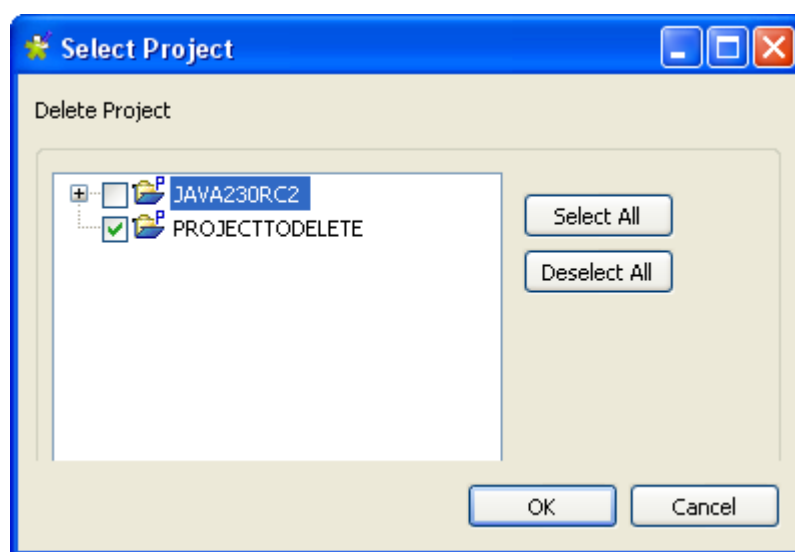 Select Project
Delete Project
JAVA230RC2
PROJECTTODELETE
Select All
Deselect All
OK
Cancel